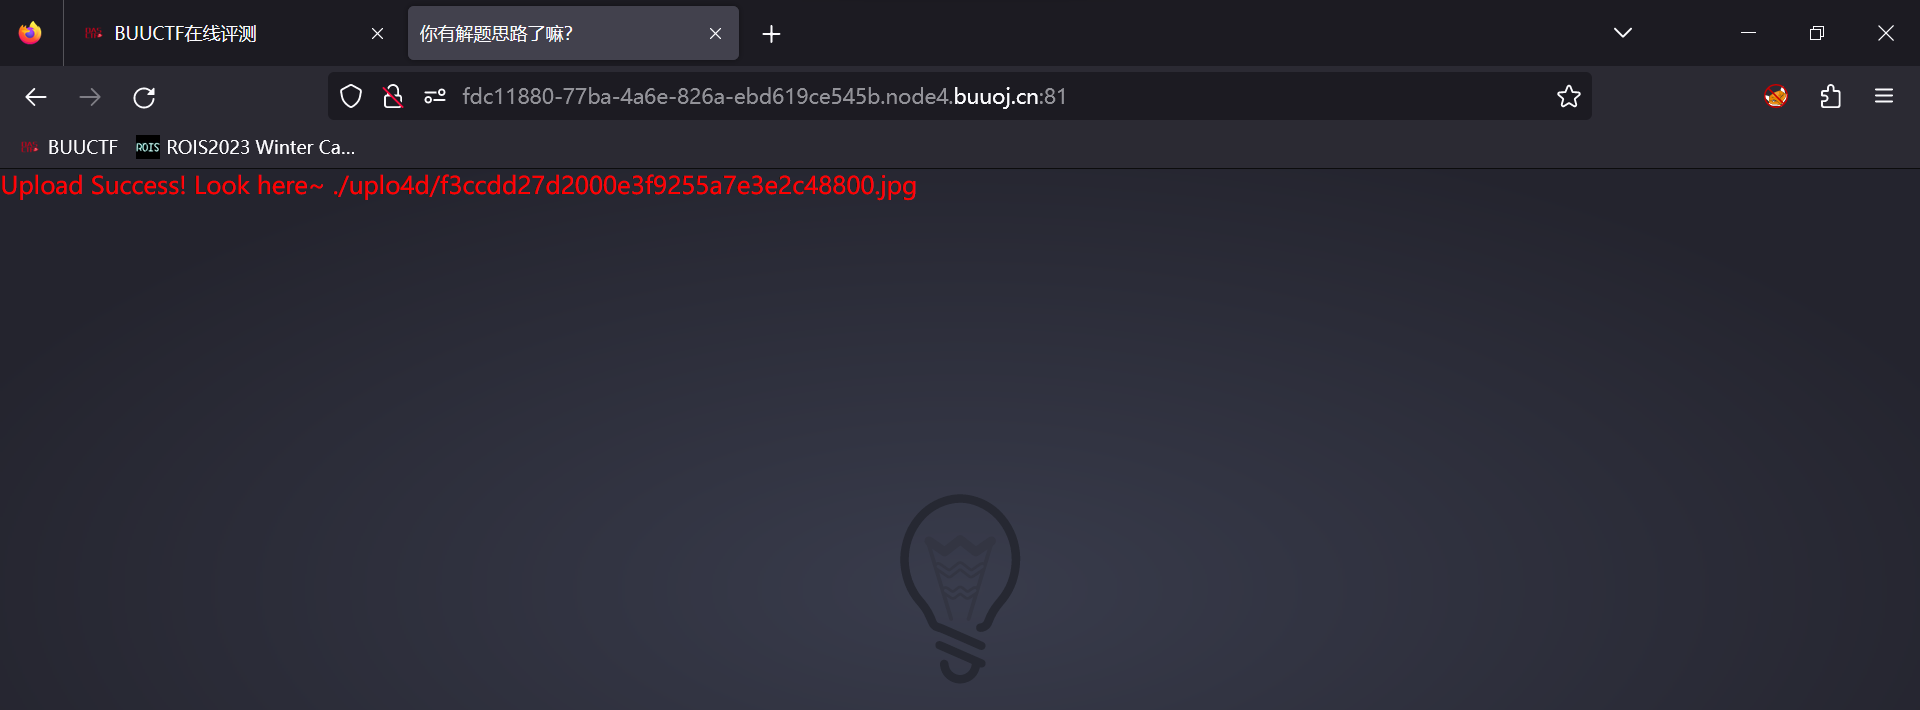 BUUCTF在线评测
你有解题思路了嘛?
fdc11880-77ba-4a6e-826a-ebd619ce545b.node4.buuoj.cn:81
BUUCTF
ROIS
ROIS2023 Winter Ca...
Upload Success! Look here~ ./uplo4d/f3ccdd27d2000e3f9255a7e3e2c48800.jpg